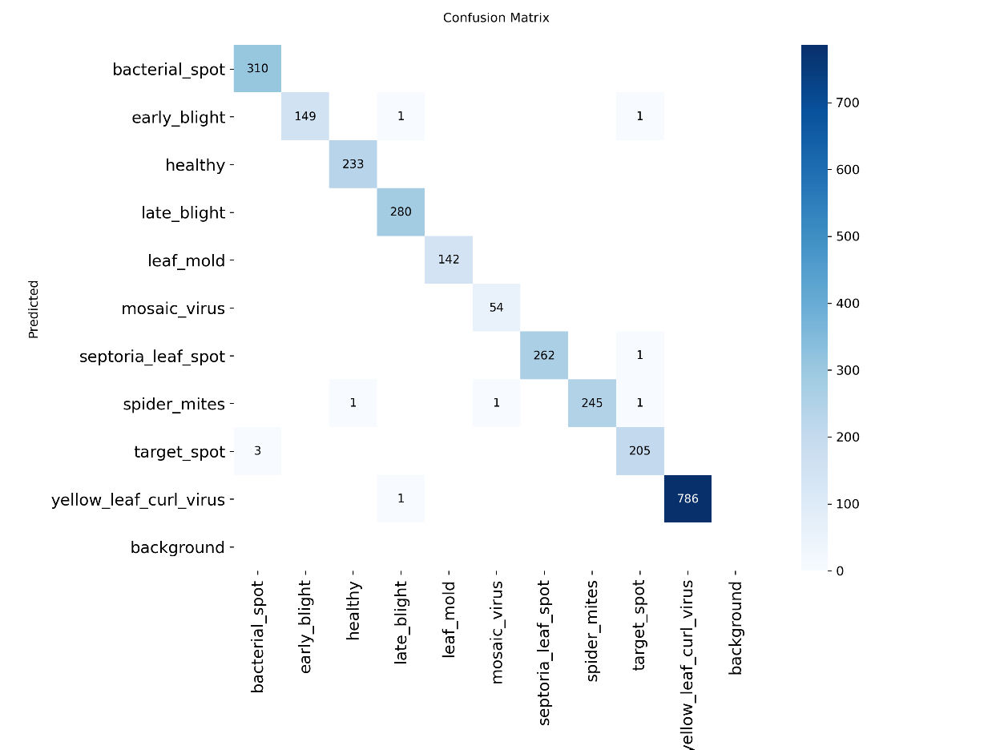 Confusion Matrix
bacterial_spot 310
early_blight 149 1 1
healthy 233
late_blight 280
leaf_mold 142
mosaic_virus 54
septoria_leaf_spot 262 1
spider_mites 1 1 245 1
target_spot 3 205
yellow_leaf_curl_virus 1 786
background
Predicted
bacterial_spot
early_blight
healthy
late_blight
leaf_mold
mosaic_virus
septoria_leaf_spot
spider_mites
target_spot
yellow_leaf_curl_virus
background
700
600
500
400
300
200
100
0